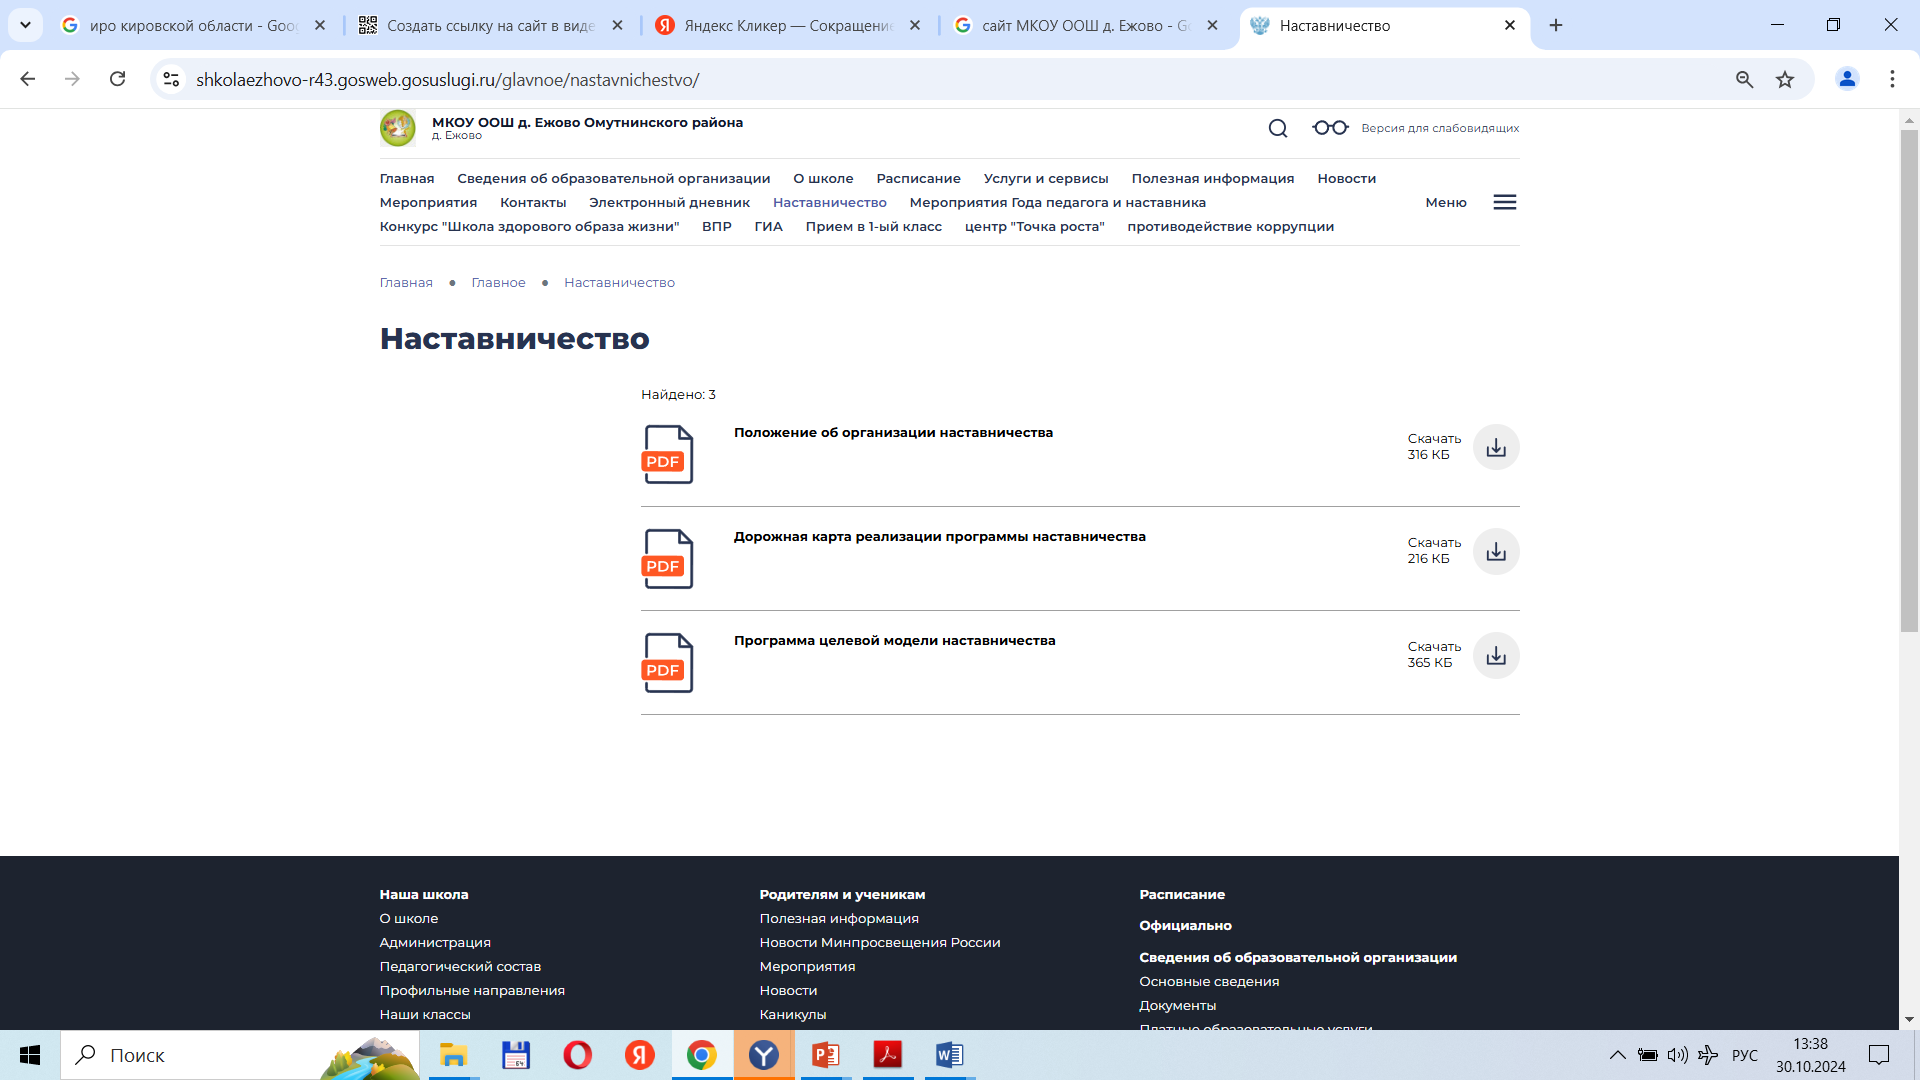 иро кировской области - Goo
Создать ссылку на сайт в виде
Яндекс Кликер — Сокращение
сайт МКОУ ООШ д. Ежово - Go
Наставничество
shkolaezhovo-r43.gosweb.gosuslugi.ru/glavnoe/nastavnichestvo/
МКОУ ООШ д. Ежово Омутнинского района
д. Ежово
Версия для слабовидящих
Главная Сведения об образовательной организации О школе Расписание Услуги и сервисы Полезная информация Новости
Мероприятия Контакты Электронный дневник Наставничество Мероприятия Года педагога и наставника
Меню
Конкурс "Школа здорового образа жизни" ВПР ГИА Прием в 1-ый класс центр "Точка роста" противодействие коррупции
Главная ● Главное ● Наставничество
Наставничество
Найдено: 3
PDF
Положение об организации наставничества
Скачать
316 КБ
PDF
Дорожная карта реализации программы наставничества
Скачать
216 КБ
PDF
Программа целевой модели наставничества
Скачать
365 КБ
Наша школа
О школе
Администрация
Педагогический состав
Профильные направления
Наши классы
Родителям и ученикам
Полезная информация
Новости Минпросвещения России
Мероприятия
Новости
Каникулы
Расписание
Официально
Сведения об образовательной организации
Основные сведения
Документы
Платные образовательные услуги
Поиск
РУС
13:38
30.10.2024